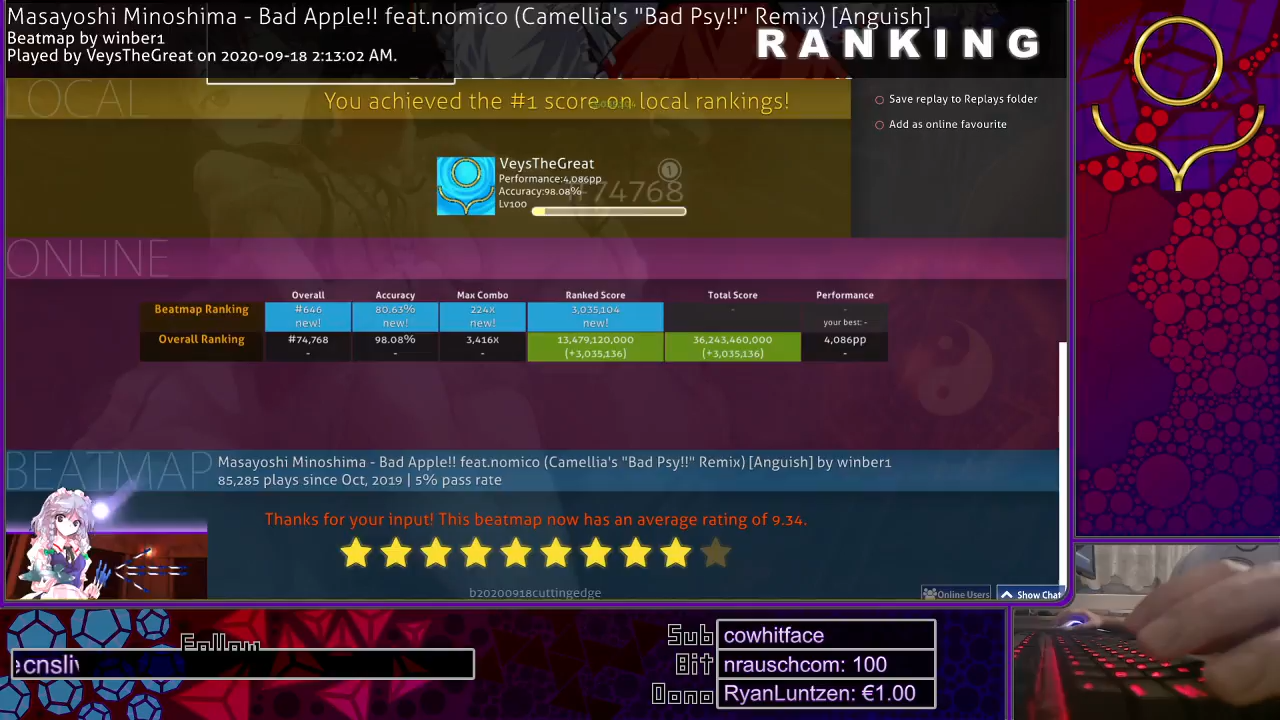 Masayoshi Minoshima - Bad Apple!! feat.nomico (Camellia's "Bad Psy!!" Remix) [Anguish]
Beatmap by winber1
Played by VeysTheGreat on 2020-09-18 2:13:02 AM.
RANKING
LOCAL
You achieved the #1 score on local rankings!
Save replay to Replays folder
Add as online favourite
VeysTheGreat
Performance:4,086pp
Accuracy:98.08%
Lv100
1
#74768
ONLINE
Overall Accuracy Max Combo Ranked Score Total Score Performance
Beatmap Ranking #646 80.63% 224x 3,035,104 - -
new! new! new! new! your best: -
Overall Ranking #74,768 98.08% 3,416x 13,479,120,000 36,243,460,000 4,086pp
- - - (+3,035,136) (+3,035,136) -
BEATMAP
Masayoshi Minoshima - Bad Apple!! feat.nomico (Camellia's "Bad Psy!!" Remix) [Anguish] by winber1
85,285 plays since Oct, 2019 | 5% pass rate
Thanks for your input! This beatmap now has an average rating of 9.34.
b20200918cuttingedge
Online Users
Show Chat
Follow
Sub cowhitface
Bit nrauschcom: 100
Dono RyanLuntzen: €1.00